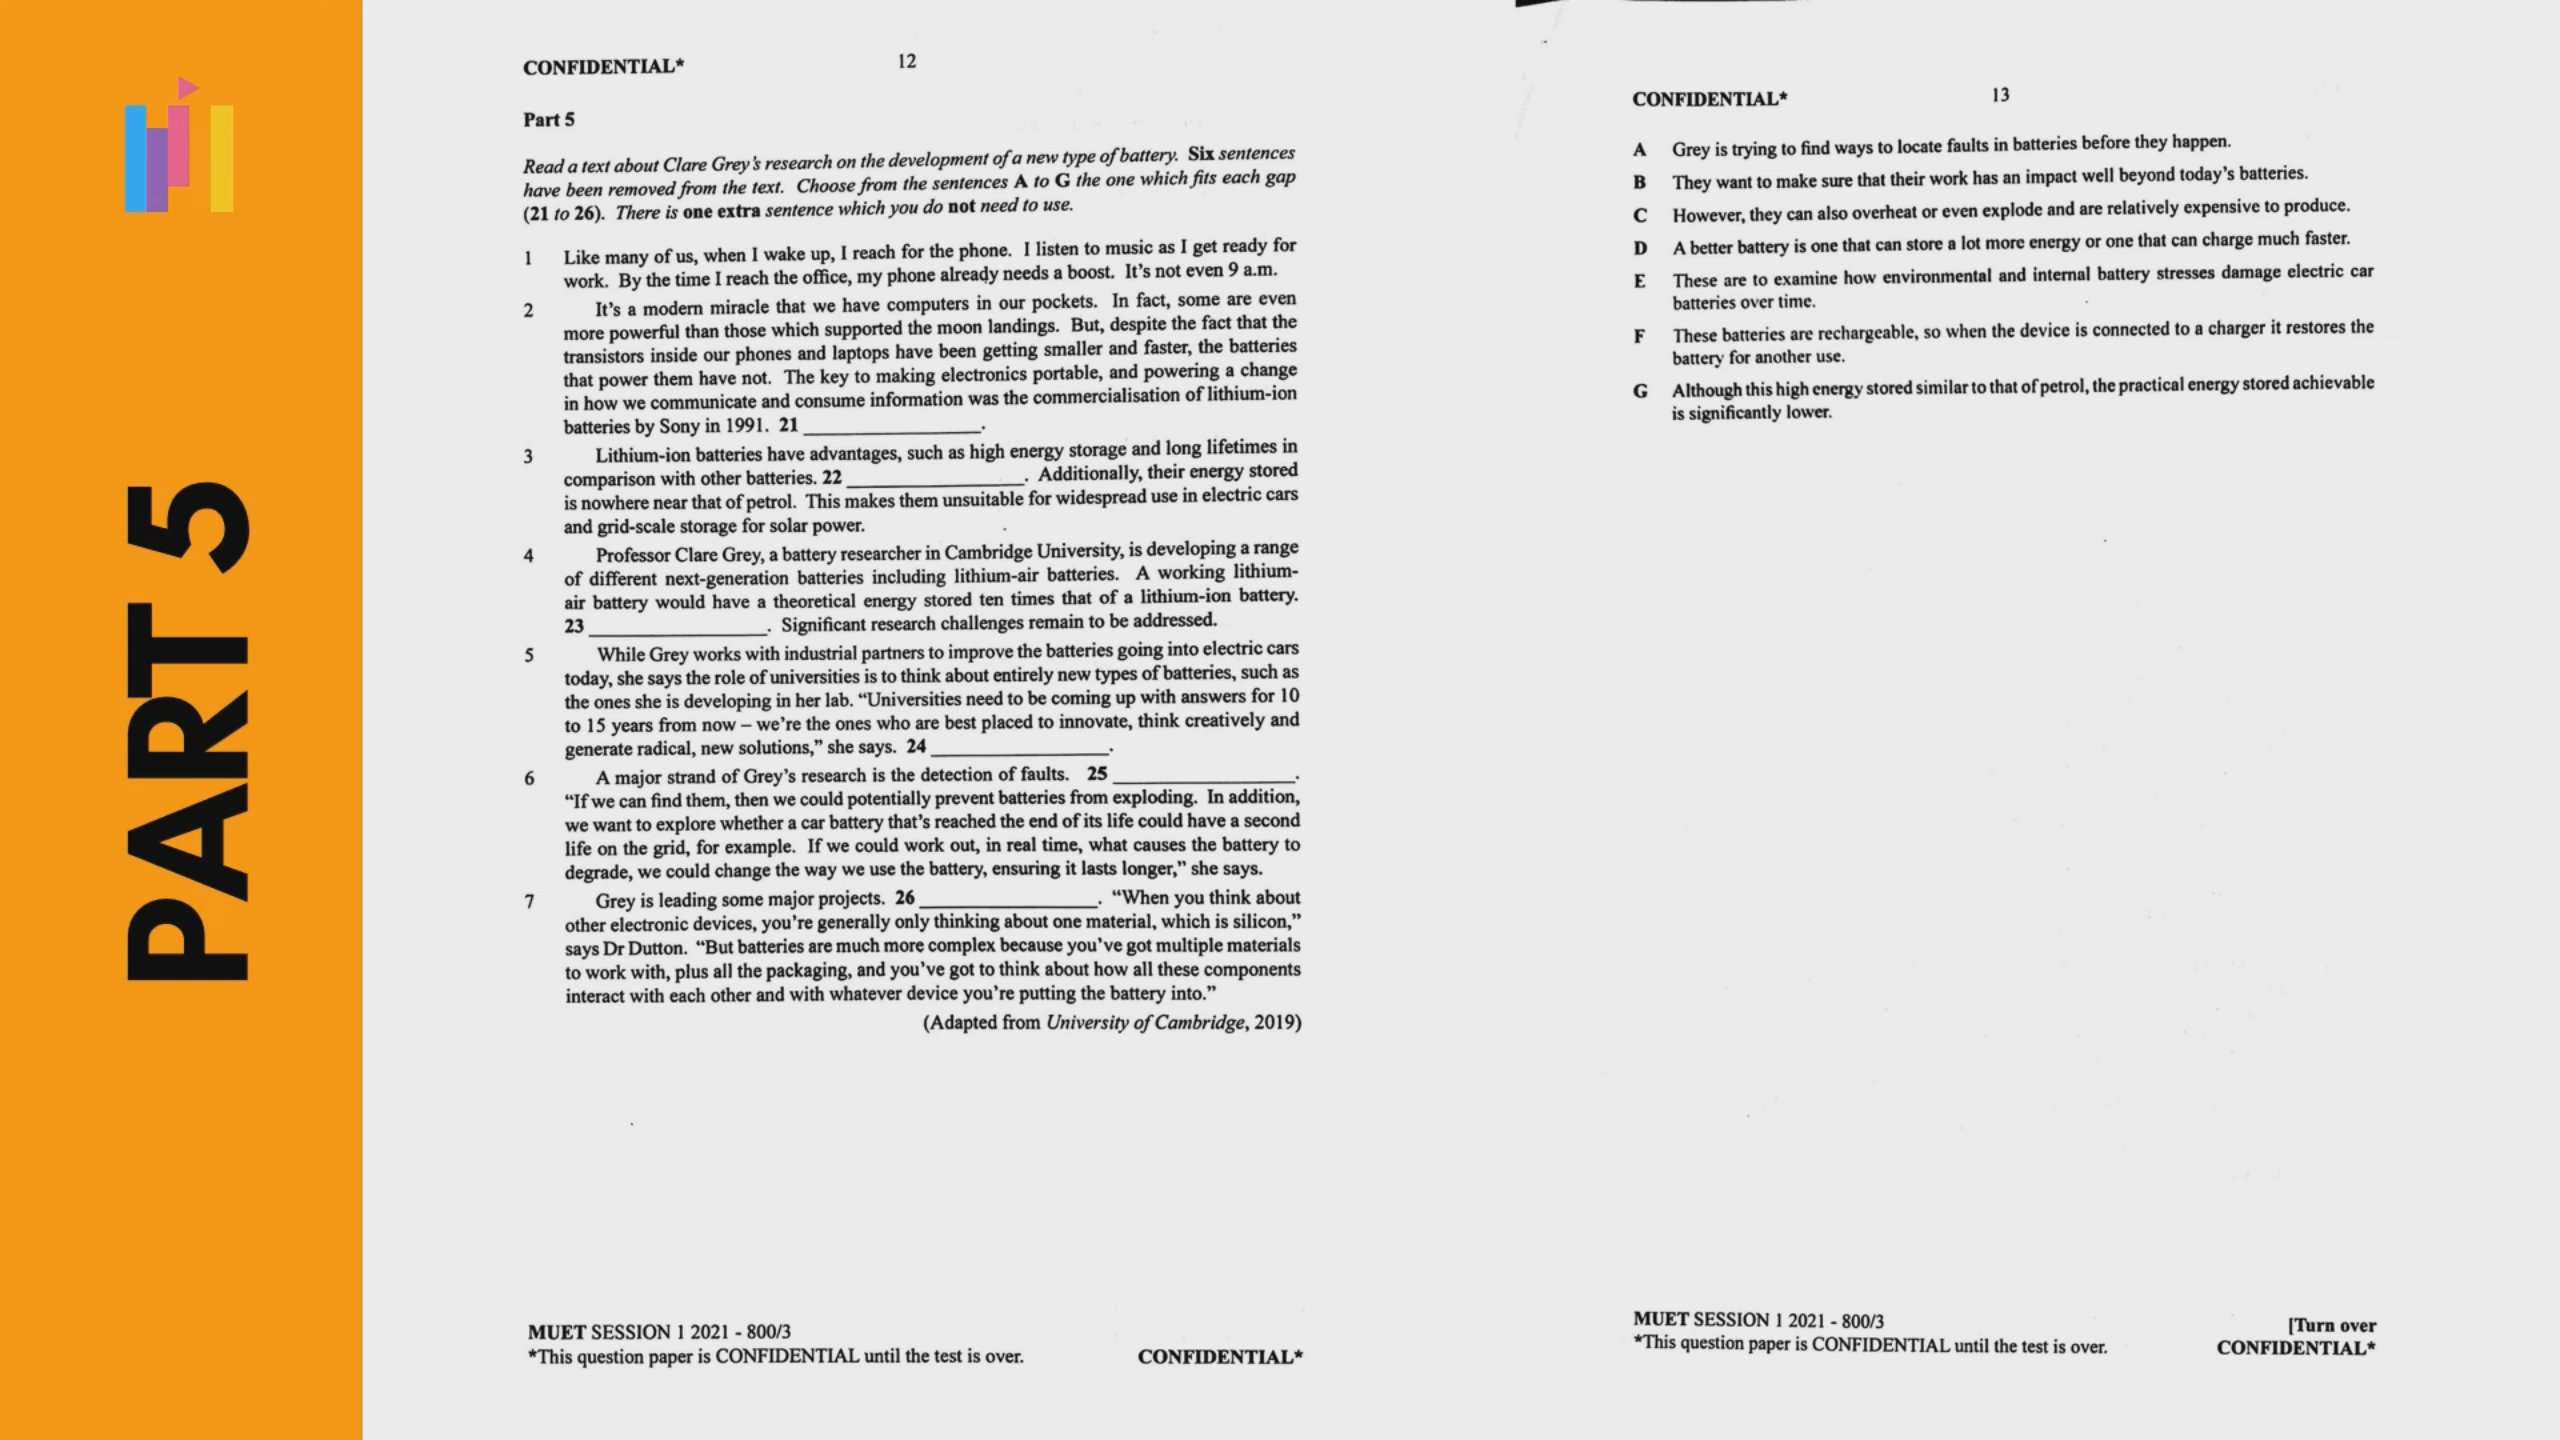 PART 5
CONFIDENTIAL*
12
Part 5
Read a text about Clare Grey's research on the development of a new type of battery. Six sentences
have been removed from the text. Choose from the sentences A to G the one which fits each gap
(21 to 26). There is one extra sentence which you do not need to use.
1 Like many of us, when I wake up, I reach for the phone. I listen to music as I get ready for
work. By the time I reach the office, my phone already needs a boost. It's not even 9 a.m.
2 It's a modern miracle that we have computers in our pockets. In fact, some are even
more powerful than those which supported the moon landings. But, despite the fact that the
transistors inside our phones and laptops have been getting smaller and faster, the batteries
that power them have not. The key to making electronics portable, and powering a change
in how we communicate and consume information was the commercialisation of lithium-ion
batteries by Sony in 1991. 21 ________________.
3 Lithium-ion batteries have advantages, such as high energy storage and long lifetimes in
comparison with other batteries. 22 ________________. Additionally, their energy stored
is nowhere near that of petrol. This makes them unsuitable for widespread use in electric cars
and grid-scale storage for solar power.
4 Professor Clare Grey, a battery researcher in Cambridge University, is developing a range
of different next-generation batteries including lithium-air batteries. A working lithium-
air battery would have a theoretical energy stored ten times that of a lithium-ion battery.
23 ________________. Significant research challenges remain to be addressed.
5 While Grey works with industrial partners to improve the batteries going into electric cars
today, she says the role of universities is to think about entirely new types of batteries, such as
the ones she is developing in her lab. “Universities need to be coming up with answers for 10
to 15 years from now – we're the ones who are best placed to innovate, think creatively and
generate radical, new solutions,” she says. 24 ________________.
6 A major strand of Grey's research is the detection of faults. 25 ________________.
“If we can find them, then we could potentially prevent batteries from exploding. In addition,
we want to explore whether a car battery that's reached the end of its life could have a second
life on the grid, for example. If we could work out, in real time, what causes the battery to
degrade, we could change the way we use the battery, ensuring it lasts longer,” she says.
7 Grey is leading some major projects. 26 ________________. “When you think about
other electronic devices, you're generally only thinking about one material, which is silicon,”
says Dr Dutton. “But batteries are much more complex because you've got multiple materials
to work with, plus all the packaging, and you've got to think about how all these components
interact with each other and with whatever device you're putting the battery into.”
(Adapted from University of Cambridge, 2019)
MUET SESSION 1 2021 - 800/3
*This question paper is CONFIDENTIAL until the test is over. CONFIDENTIAL*
CONFIDENTIAL*
13
A Grey is trying to find ways to locate faults in batteries before they happen.
B They want to make sure that their work has an impact well beyond today's batteries.
C However, they can also overheat or even explode and are relatively expensive to produce.
D A better battery is one that can store a lot more energy or one that can charge much faster.
E These are to examine how environmental and internal battery stresses damage electric car
batteries over time.
F These batteries are rechargeable, so when the device is connected to a charger it restores the
battery for another use.
G Although this high energy stored similar to that of petrol, the practical energy stored achievable
is significantly lower.
MUET SESSION 1 2021 - 800/3
*This question paper is CONFIDENTIAL until the test is over.
[Turn over
CONFIDENTIAL*